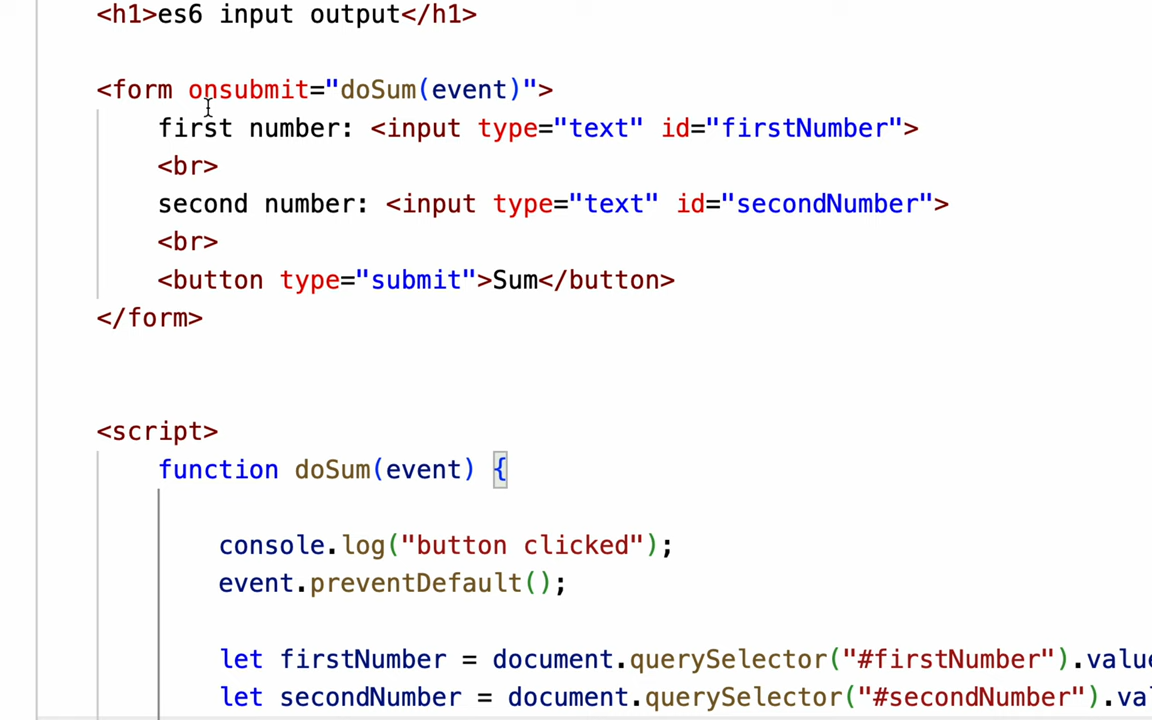 <h1>es6 input output</h1>
<form onsubmit="doSum(event)">
first number: <input type="text" id="firstNumber">
<br>
second number: <input type="text" id="secondNumber">
<br>
<button type="submit">Sum</button>
</form>
<script>
function doSum(event) {
console.log("button clicked");
event.preventDefault();
let firstNumber = document.querySelector("#firstNumber").value
let secondNumber = document.querySelector("#secondNumber").va